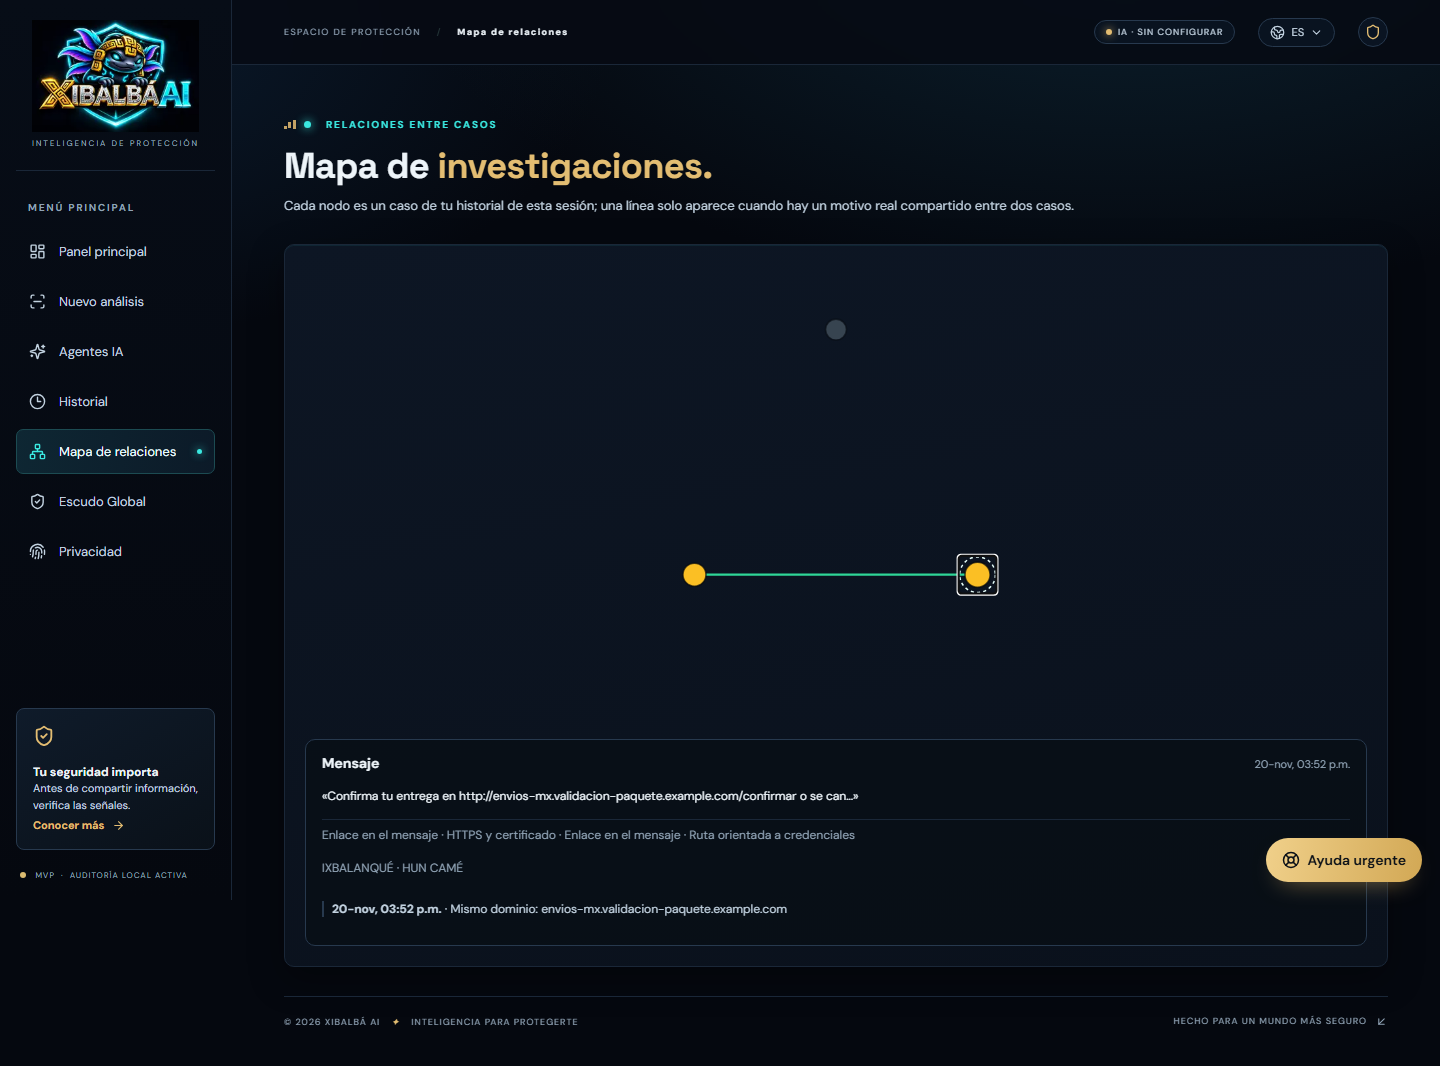 XIBALBÁ AI
INTELIGENCIA DE PROTECCIÓN
MENÚ PRINCIPAL
Panel principal
Nuevo análisis
Agentes IA
Historial
Mapa de relaciones
Escudo Global
Privacidad
Tu seguridad importa
Antes de compartir información,
verifica las señales.
Conocer más →
MVP · AUDITORÍA LOCAL ACTIVA
ESPACIO DE PROTECCIÓN / Mapa de relaciones
IA · SIN CONFIGURAR
ES
RELACIONES ENTRE CASOS
Mapa de investigaciones.
Cada nodo es un caso de tu historial de esta sesión; una línea solo aparece cuando hay un motivo real compartido entre dos casos.
Mensaje
20-nov, 03:52 p.m.
«Confirma tu entrega en http://envios-mx.validacion-paquete.example.com/confirmar o se can…»
Enlace en el mensaje · HTTPS y certificado · Enlace en el mensaje · Ruta orientada a credenciales
IXBALANQUÉ · HUN CAMÉ
20-nov, 03:52 p.m. · Mismo dominio: envios-mx.validacion-paquete.example.com
Ayuda urgente
© 2026 XIBALBÁ AI ✦ INTELIGENCIA PARA PROTEGERTE
HECHO PARA UN MUNDO MÁS SEGURO